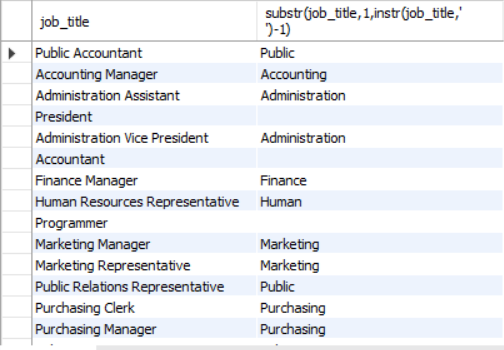 job_title substr(job_title,1,instr(job_title,'
')-1)
Public Accountant Public
Accounting Manager Accounting
Administration Assistant Administration
President
Administration Vice President Administration
Accountant
Finance Manager Finance
Human Resources Representative Human
Programmer
Marketing Manager Marketing
Marketing Representative Marketing
Public Relations Representative Public
Purchasing Clerk Purchasing
Purchasing Manager Purchasing